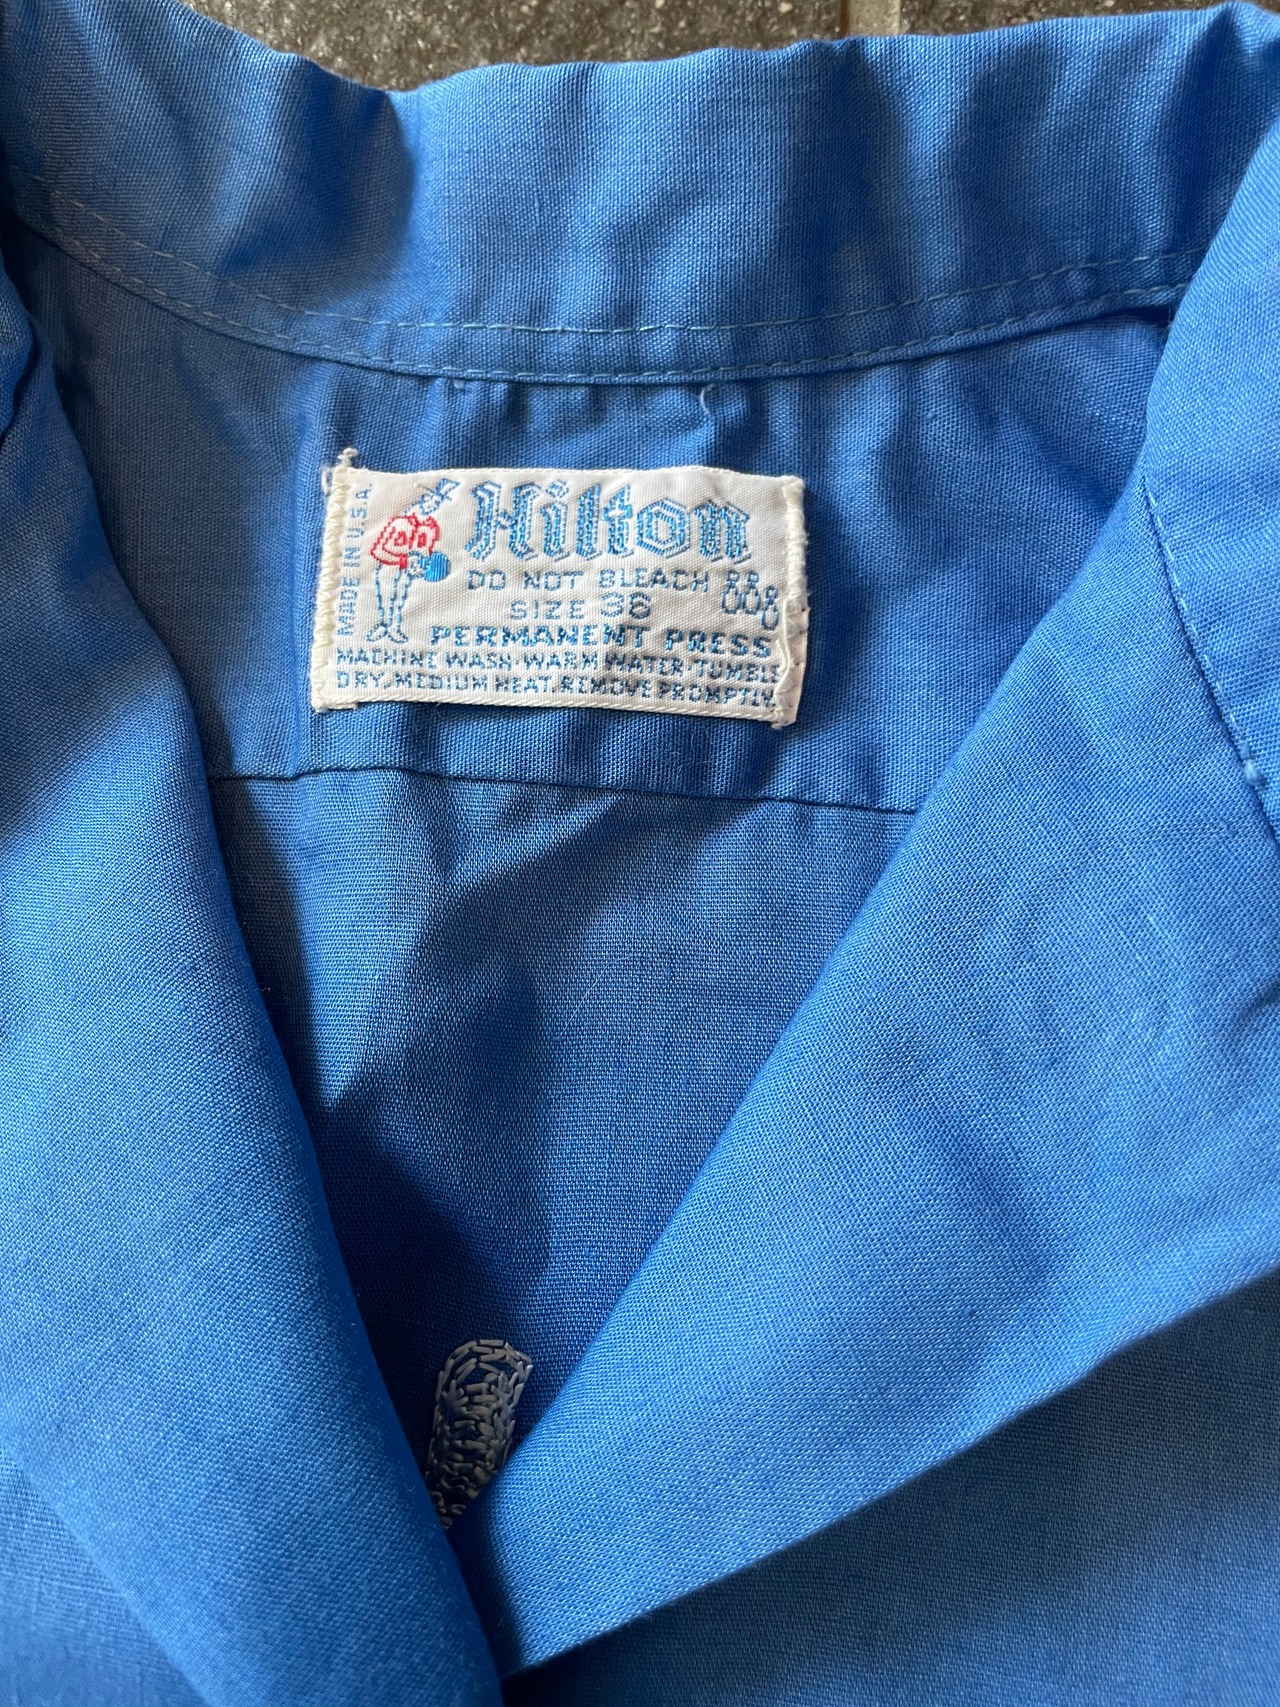 MADE IN U.S.A.
Hilton
DO NOT BLEACH
SIZE 36
PERMANENT PRESS
MACHINE WASH.WARM WATER.TUMBLE
DRY.MEDIUM HEAT.REMOVE PROMPTLY.